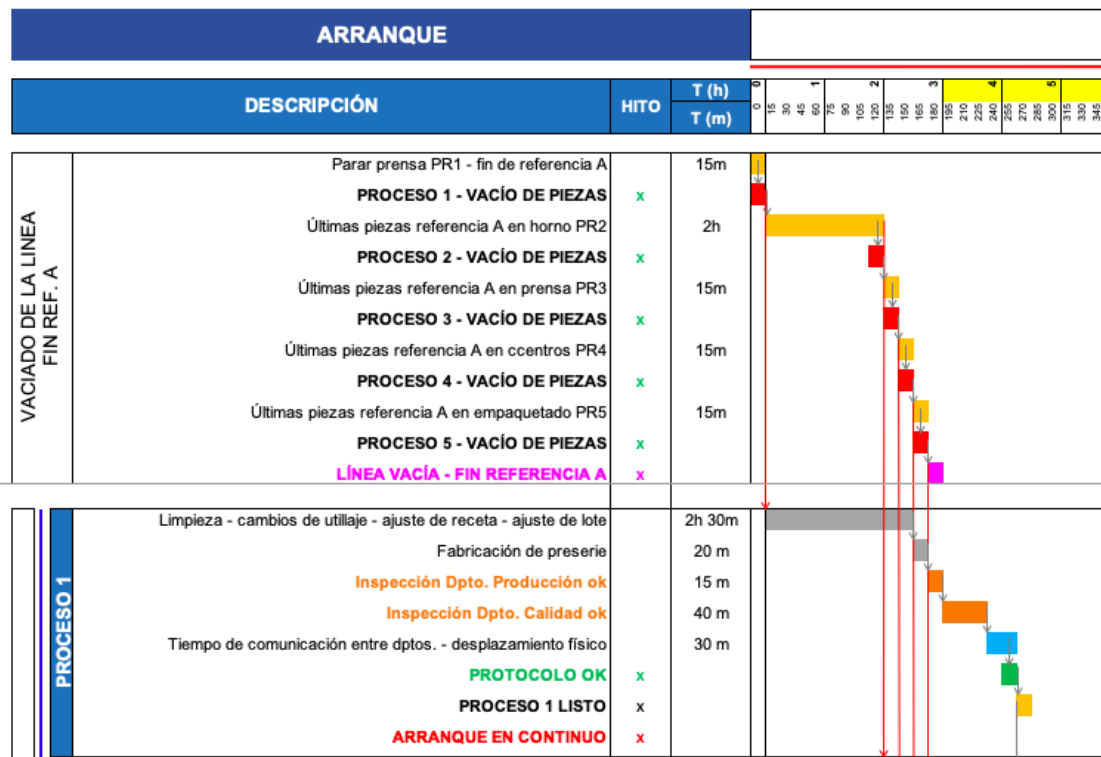 ARRANQUE
DESCRIPCIÓN HITO T (h) 0 1 2 3 4 5
T (m) 0 15 30 45 60 75 90 105 120 135 150 165 180 195 210 225 240 255 270 285 300 315 330 345
VACIADO DE LA LINEA
FIN REF. A
Parar prensa PR1 - fin de referencia A 15m
PROCESO 1 - VACÍO DE PIEZAS x
Últimas piezas referencia A en horno PR2 2h
PROCESO 2 - VACÍO DE PIEZAS x
Últimas piezas referencia A en prensa PR3 15m
PROCESO 3 - VACÍO DE PIEZAS x
Últimas piezas referencia A en ccentros PR4 15m
PROCESO 4 - VACÍO DE PIEZAS x
Últimas piezas referencia A en empaquetado PR5 15m
PROCESO 5 - VACÍO DE PIEZAS x
LÍNEA VACÍA - FIN REFERENCIA A x
PROCESO 1
Limpieza - cambios de utillaje - ajuste de receta - ajuste de lote 2h 30m
Fabricación de preserie 20 m
Inspección Dpto. Producción ok 15 m
Inspección Dpto. Calidad ok 40 m
Tiempo de comunicación entre dptos. - desplazamiento físico 30 m
PROTOCOLO OK x
PROCESO 1 LISTO x
ARRANQUE EN CONTINUO x